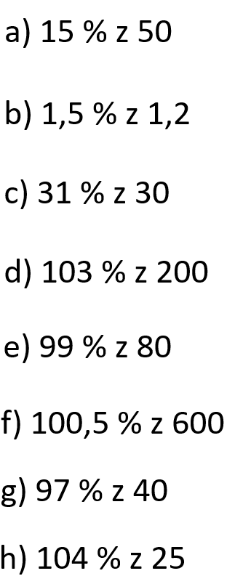 a) 15 % z 50
b) 1,5 % z 1,2
c) 31 % z 30
d) 103 % z 200
e) 99 % z 80
f) 100,5 % z 600
g) 97 % z 40
h) 104 % z 25